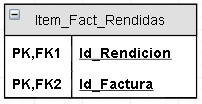 Item_Fact_Rendidas
PK,FK1 Id_Rendicion
PK,FK2 Id_Factura